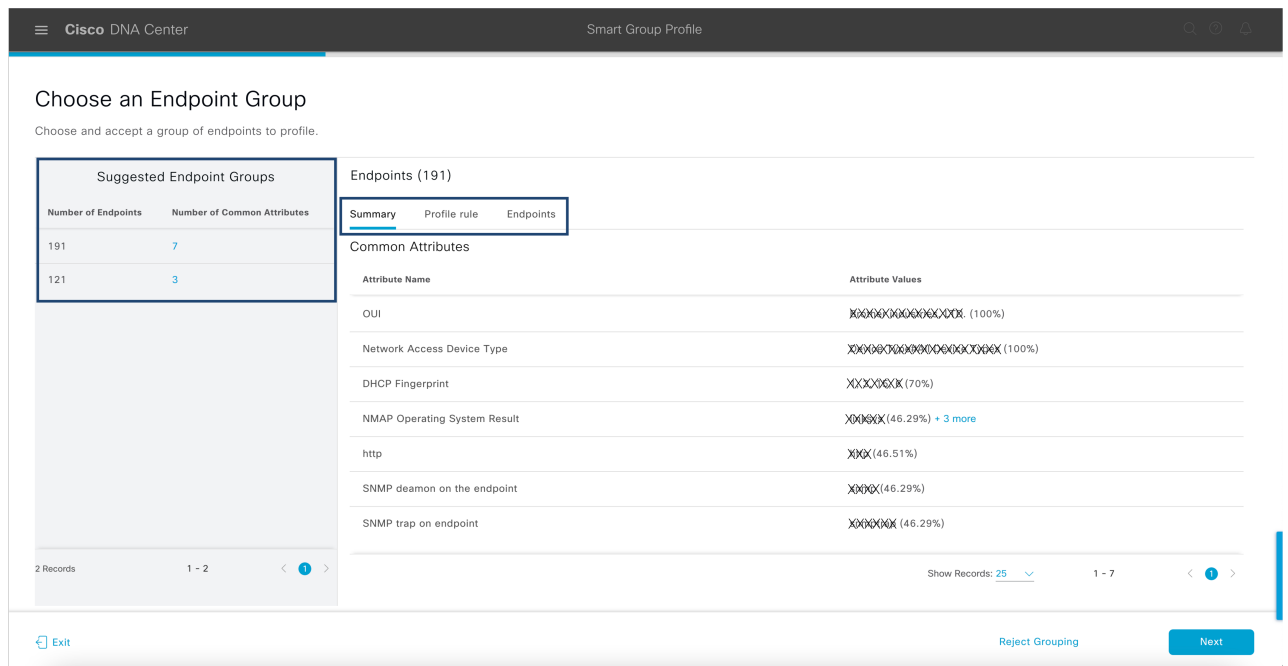 Cisco DNA Center
Smart Group Profile
Choose an Endpoint Group
Choose and accept a group of endpoints to profile.
Suggested Endpoint Groups
Number of Endpoints Number of Common Attributes
191 7
121 3
2 Records 1 - 2 1
Endpoints (191)
Summary Profile rule Endpoints
Common Attributes
Attribute Name Attribute Values
OUI (100%)
Network Access Device Type (100%)
DHCP Fingerprint (70%)
NMAP Operating System Result (46.29%) + 3 more
http (46.51%)
SNMP deamon on the endpoint (46.29%)
SNMP trap on endpoint (46.29%)
Show Records: 25 1 - 7 1
Exit
Reject Grouping
Next